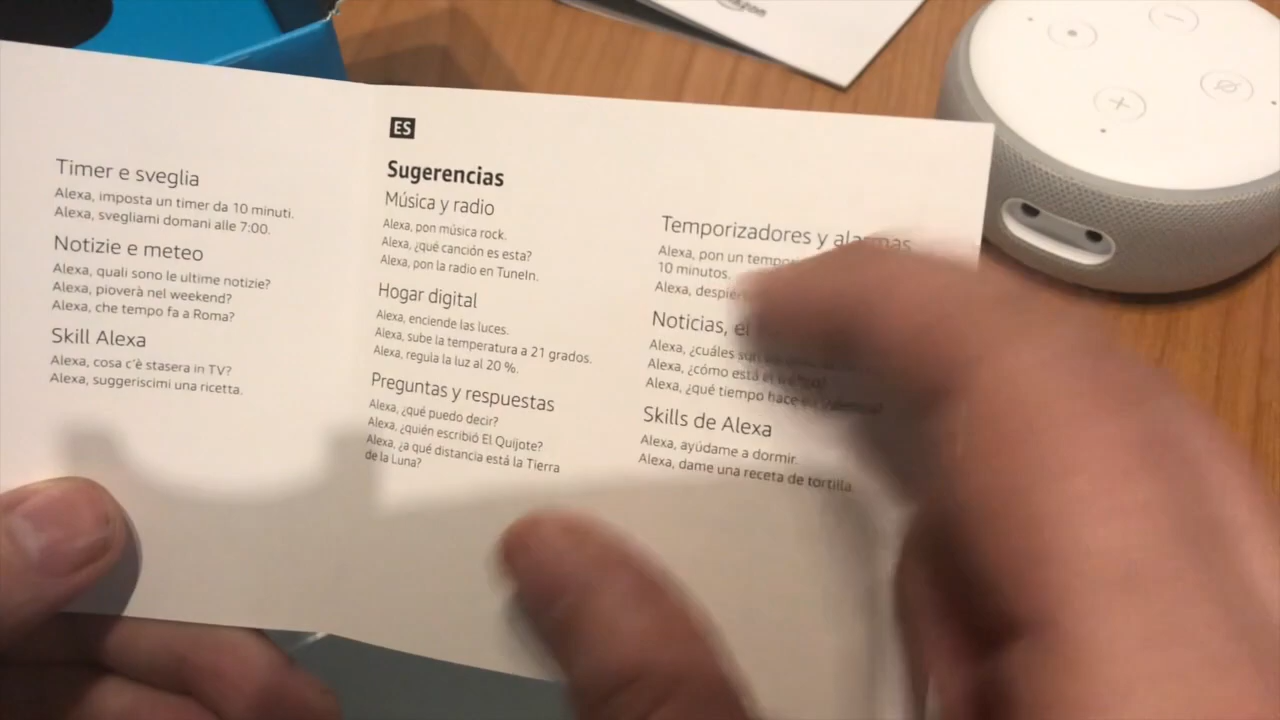 Timer e sveglia
Alexa, imposta un timer da 10 minuti.
Alexa, svegliami domani alle 7:00.
Notizie e meteo
Alexa, quali sono le ultime notizie?
Alexa, pioverà nel weekend?
Alexa, che tempo fa a Roma?
Skill Alexa
Alexa, cosa c'è stasera in TV?
Alexa, suggeriscimi una ricetta.
ES
Sugerencias
Música y radio
Alexa, pon música rock.
Alexa, ¿qué canción es esta?
Alexa, pon la radio en TuneIn.
Hogar digital
Alexa, enciende las luces.
Alexa, sube la temperatura a 21 grados.
Alexa, regula la luz al 20 %.
Preguntas y respuestas
Alexa, ¿qué puedo decir?
Alexa, ¿quién escribió El Quijote?
Alexa, ¿a qué distancia está la Tierra
de la Luna?
Temporizadores y alarmas
Alexa, pon un
10 minutos.
Alexa,
Noticias, el
Alexa, ¿cuáles son
Alexa, ¿cómo está el
Alexa, ¿qué tiempo hace
Skills de Alexa
Alexa, ayúdame a dormir.
Alexa, dame una receta de tortilla.